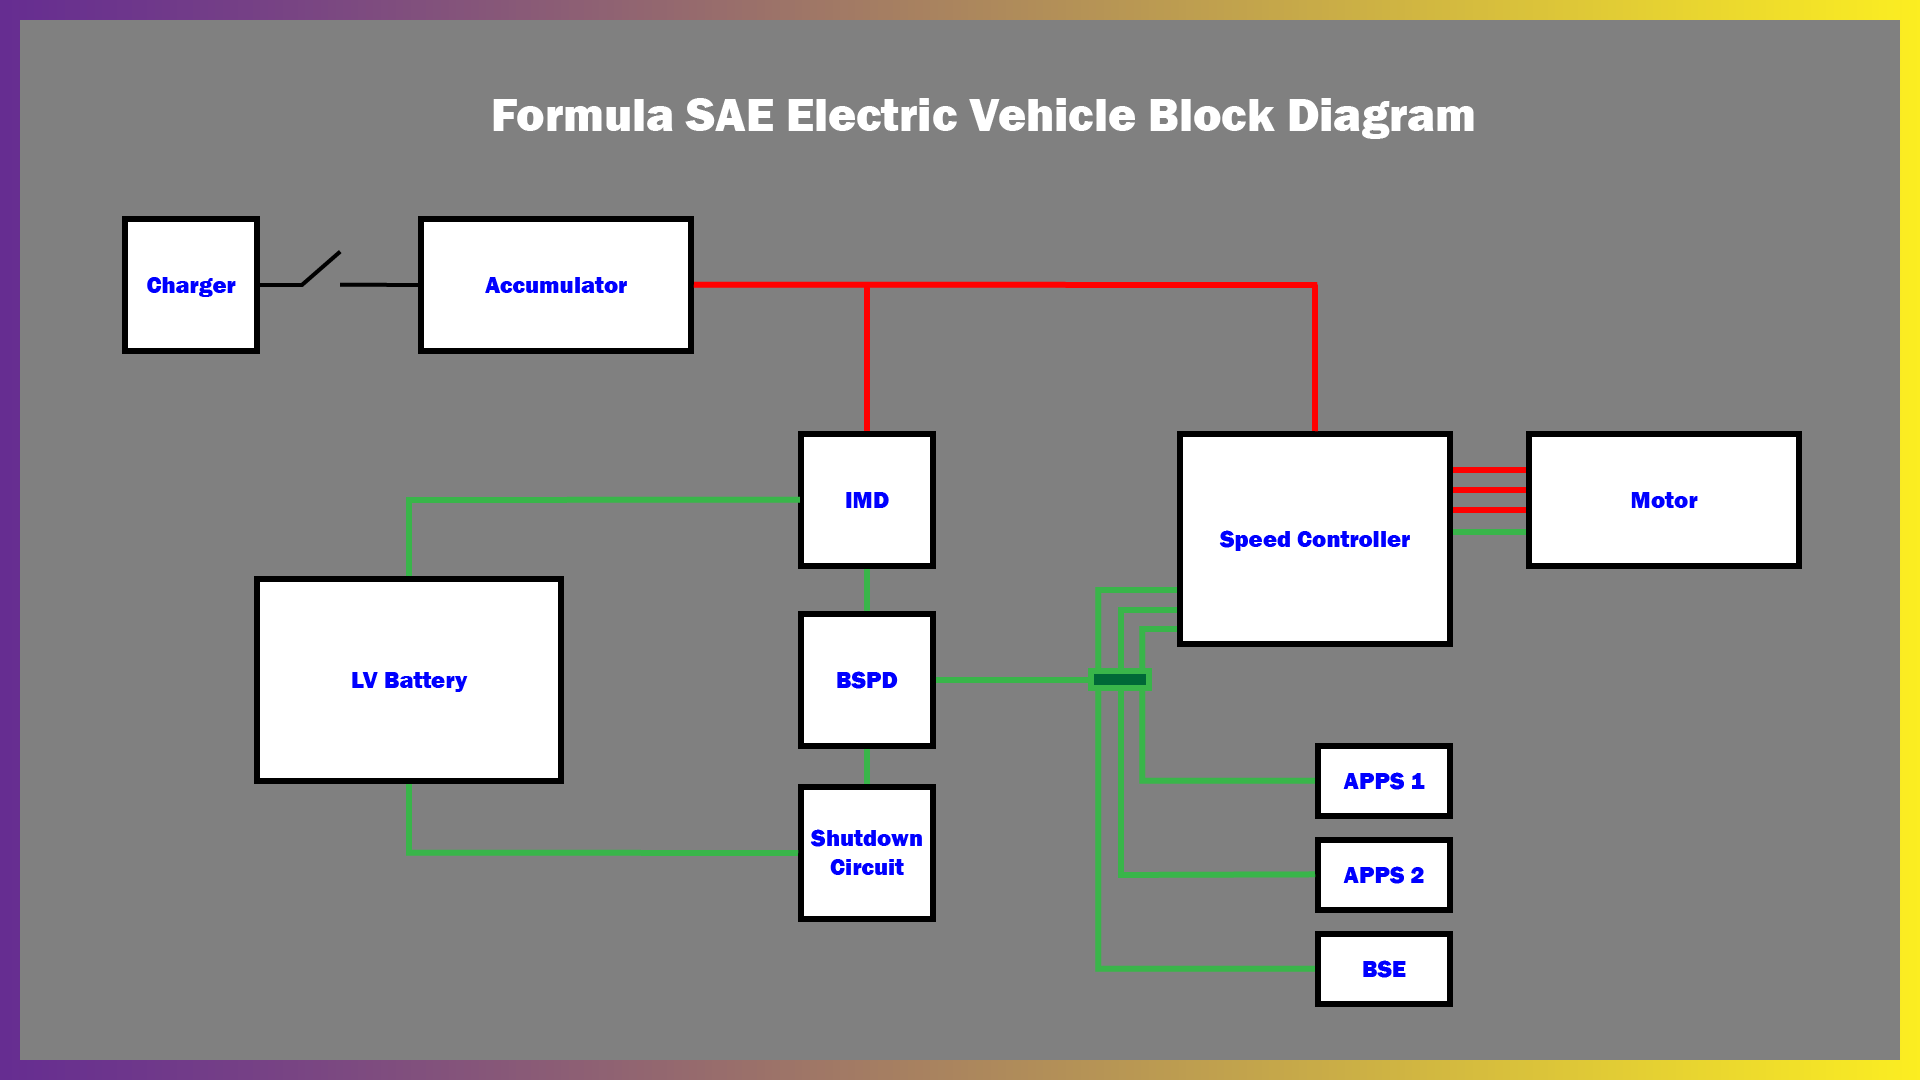 Formula SAE Electric Vehicle Block Diagram
Charger
Accumulator
IMD
Speed Controller
Motor
LV Battery
BSPD
Shutdown
Circuit
APPS 1
APPS 2
BSE